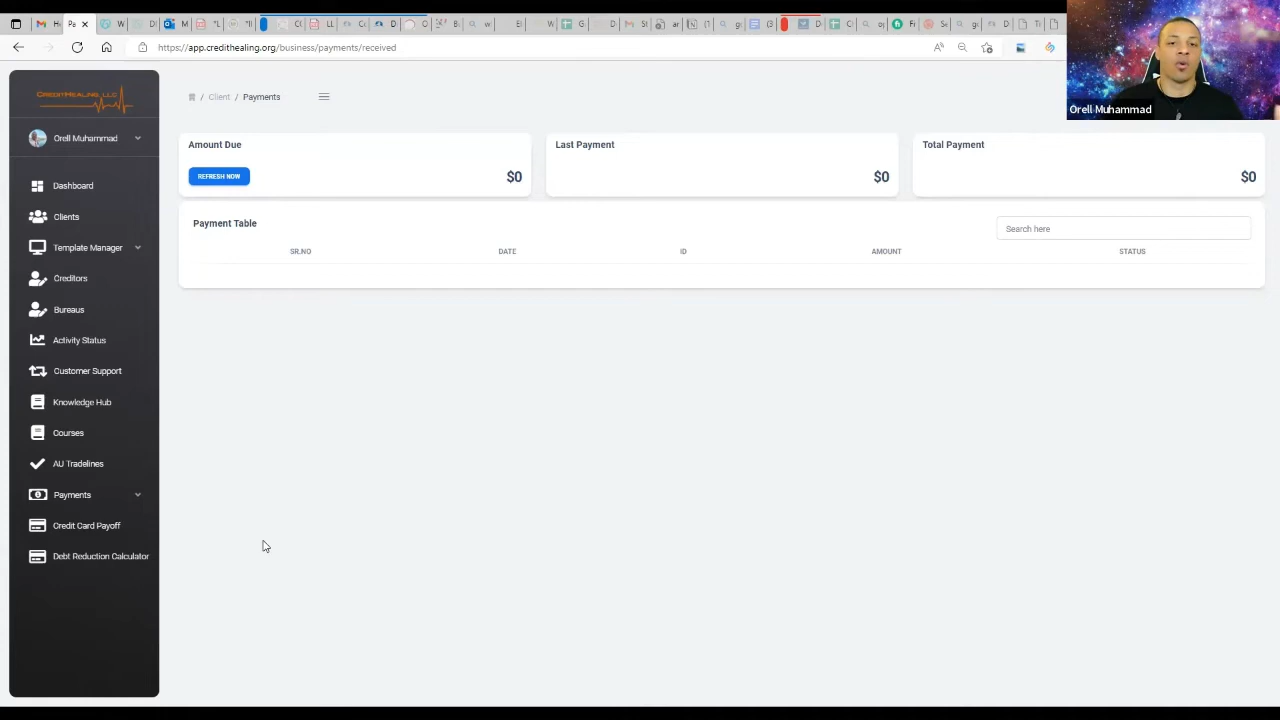 https://app.credithealing.org/business/payments/received
Orell Muhammad
CREDITHEALING, LLC
Client / Payments
Orell Muhammad
Amount Due
Last Payment
Total Payment
REFRESH NOW
$0
$0
$0
Dashboard
Clients
Template Manager
Creditors
Bureaus
Activity Status
Customer Support
Knowledge Hub
Courses
AU Tradelines
Payments
Credit Card Payoff
Debt Reduction Calculator
Payment Table
Search here
SR.NO
DATE
ID
AMOUNT
STATUS